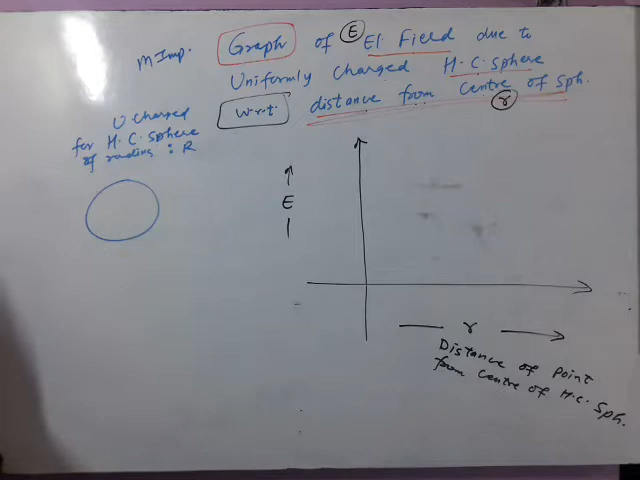 M Imp. Graph of E El. Field due to
Uniformly Charged H.C. Sphere
w.r.t. distance from Centre of Sph.
r
U Charged
for H.C. Sphere
of radius : R
E
r
Distance of point
from Centre of H.C. Sph.